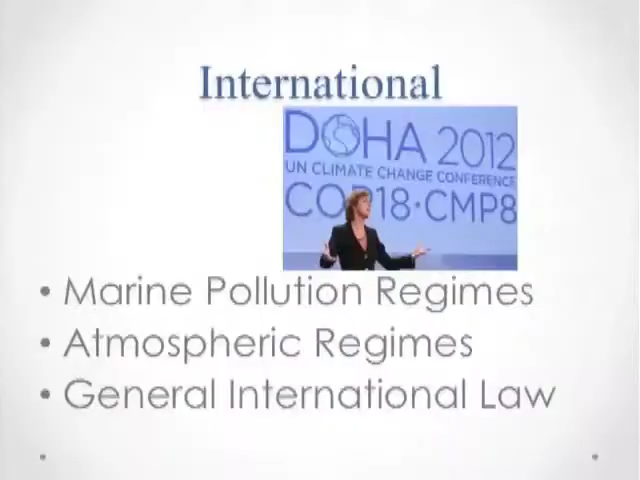 International
DOHA 2012
UN CLIMATE CHANGE CONFERENCE
COP18·CMP8
• Marine Pollution Regimes
• Atmospheric Regimes
• General International Law